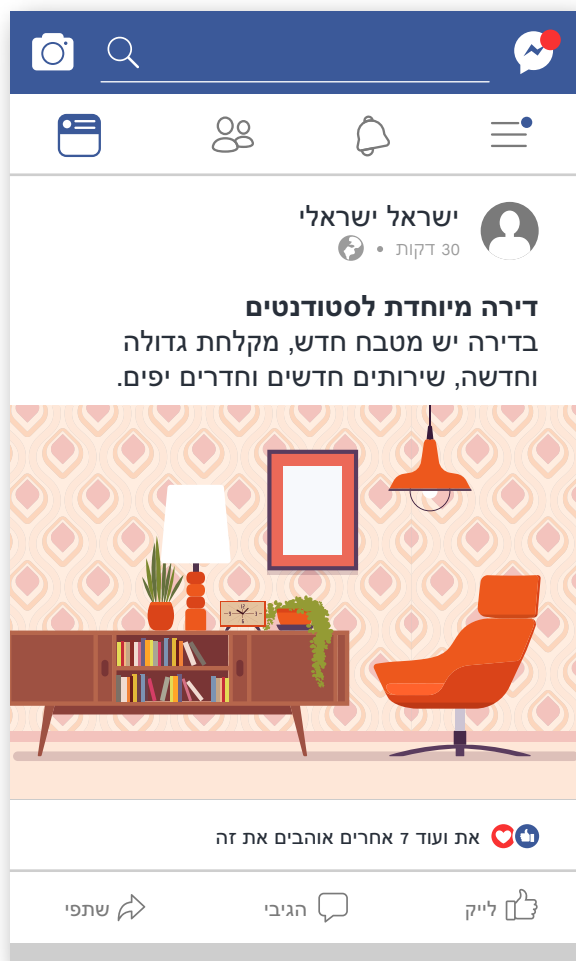 ישראל ישראלי
30 דקות •
דירה מיוחדת לסטודנטים
בדירה יש מטבח חדש, מקלחת גדולה
וחדשה, שירותים חדשים וחדרים יפים.
את ועוד 7 אחרים אוהבים את זה
לייק הגיבי שתפי